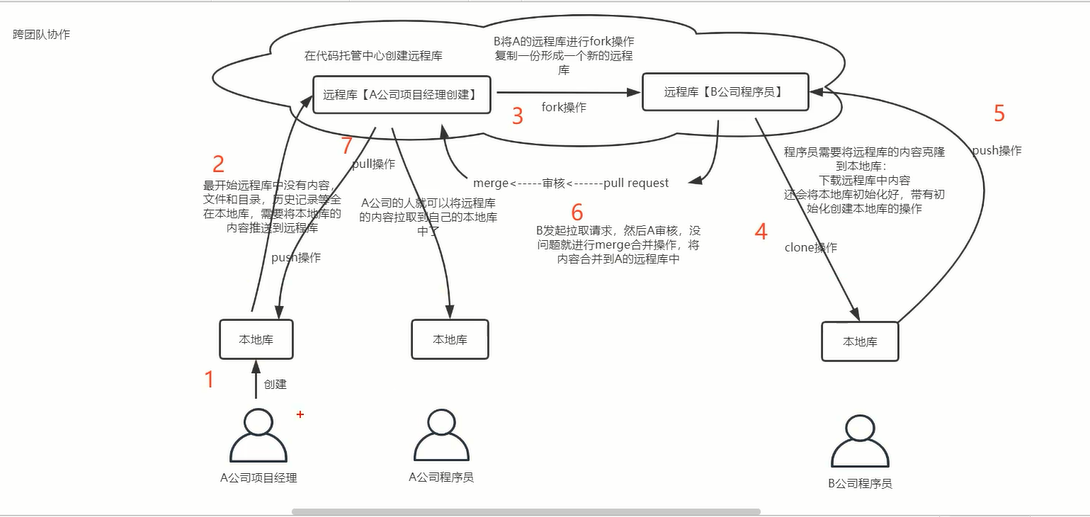 跨团队协作
在代码托管中心创建远程库
B将A的远程库进行fork操作
复制一份形成一个新的远程
库
远程库【A公司项目经理创建】
远程库【B公司程序员】
3
fork操作
5
push操作
7
pull操作
2
最开始远程库中没有内容，
文件和目录，历史记录等全
在本地库，需要将本地库的
内容推送到远程库
push操作
A公司的人就可以将远程库
的内容拉取到自己的本地库
中了
merge<-----审核<------pull request
6
B发起拉取请求，然后A审核，没
问题就进行merge合并操作，将
内容合并到A的远程库中
程序员需要将远程库的内容克隆
到本地库：
下载远程库中内容
还会将本地库初始化好，带有初
始化创建本地库的操作
4
clone操作
本地库
本地库
本地库
1
创建
+
A公司项目经理
A公司程序员
B公司程序员